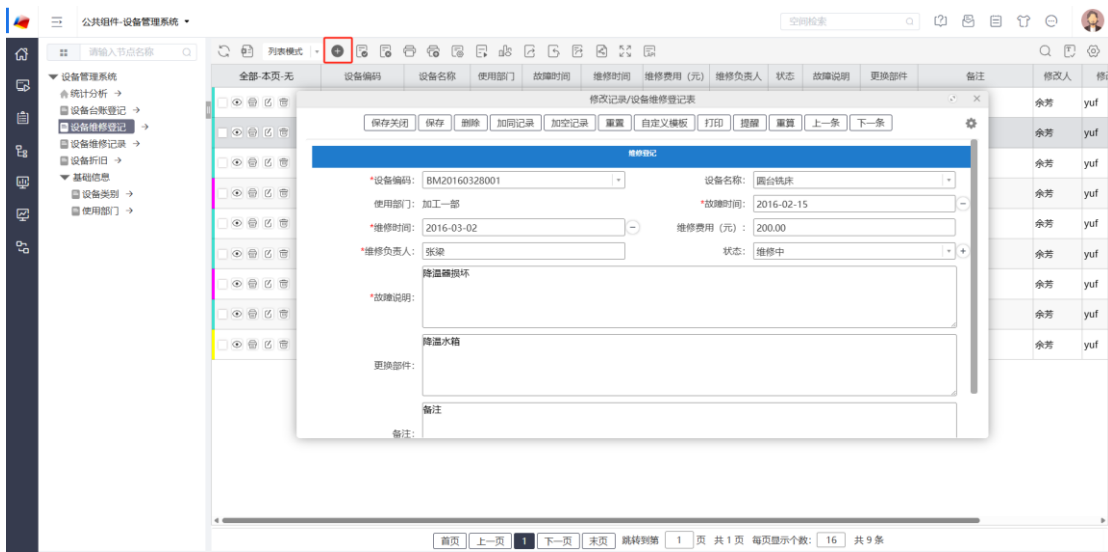 公共组件-设备管理系统
空间检索
请输入节点名称
列表模式
设备管理系统
统计分析 →
设备台账登记 →
设备维修登记 →
设备维修记录 →
设备折旧 →
基础信息
设备类别 →
使用部门 →
全部-本页-无 设备编码 设备名称 使用部门 故障时间 维修时间 维修费用 (元) 维修负责人 状态 故障说明 更换部件 备注 修改人
余芳 yuf
余芳 yuf
余芳 yuf
余芳 yuf
余芳 yuf
余芳 yuf
余芳 yuf
余芳 yuf
余芳 yuf
修改记录/设备维修登记表
保存关闭 保存 删除 加同记录 加空记录 重置 自定义模板 打印 提醒 重算 上一条 下一条
维修登记
*设备编码: BM20160328001 设备名称: 圆台铣床
使用部门: 加工一部 *故障时间: 2016-02-15
*维修时间: 2016-03-02 维修费用 (元) : 200.00
*维修负责人: 张梁 状态: 维修中
*故障说明: 降温器损坏
更换部件: 降温水箱
备注: 备注
首页 上一页 1 下一页 末页 跳转到第 1 页 共 1 页 每页显示个数: 16 共 9 条